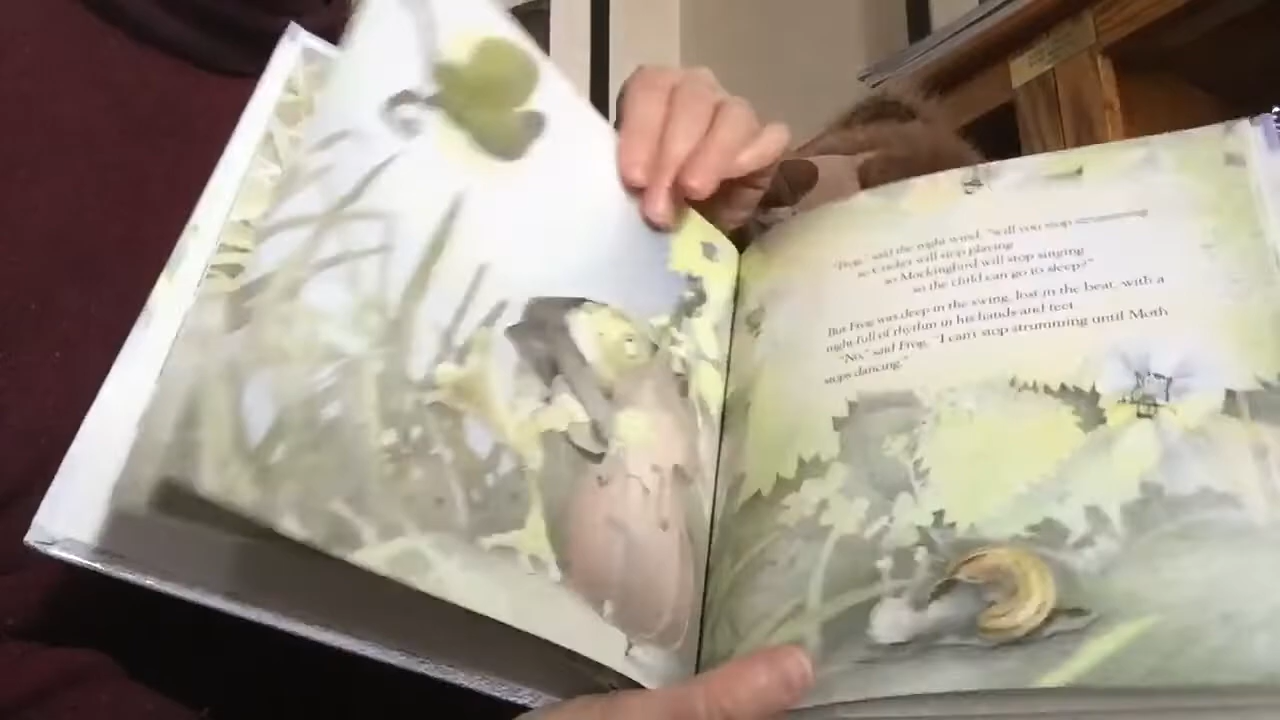 "Frog," said the night wind, "will you stop strumming
so Cricket will stop playing
so Mockingbird will stop singing
so the child can go to sleep?"
But Frog was deep in the swing, lost in the beat, with a
night full of rhythm in his hands and feet.
"No," said Frog, "I can't stop strumming until Moth
stops dancing."